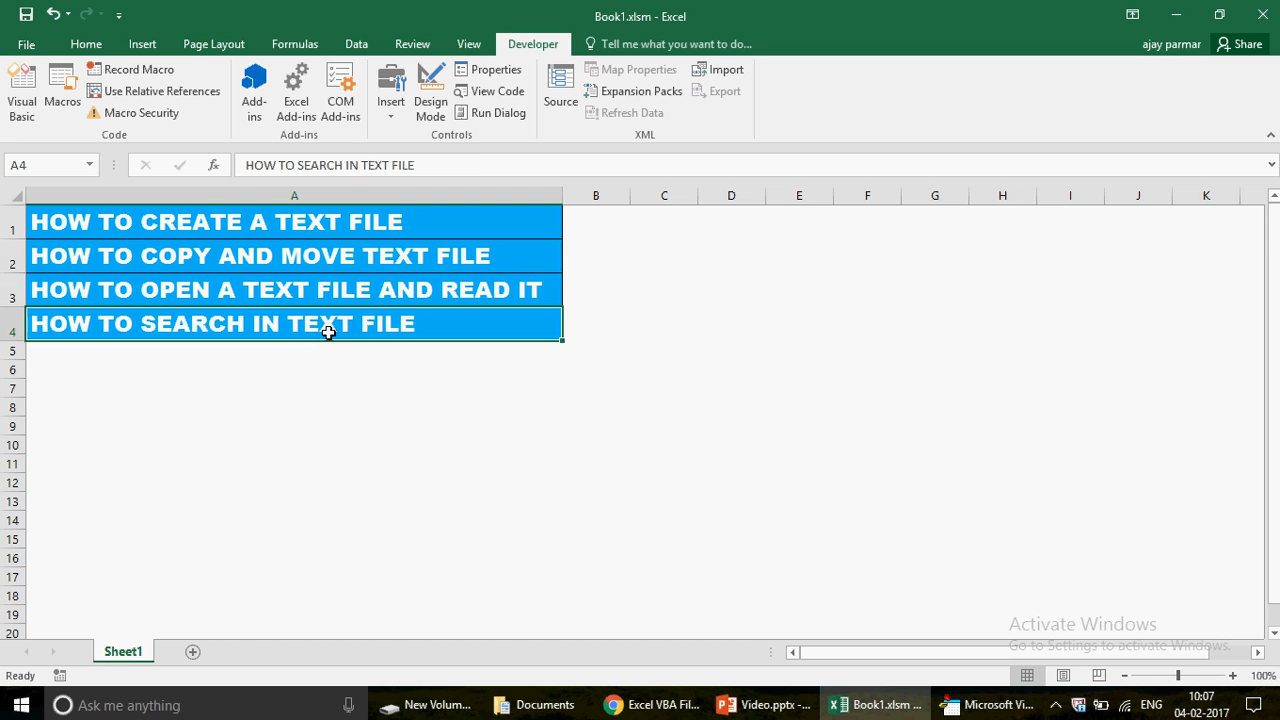 Book1.xlsm - Excel
File Home Insert Page Layout Formulas Data Review View Developer Tell me what you want to do... ajay parmar Share
Visual Basic
Macros
Record Macro
Use Relative References
Macro Security
Code
Add-ins
Excel Add-ins
COM Add-ins
Add-ins
Insert
Design Mode
Properties
View Code
Run Dialog
Controls
Source
Map Properties
Expansion Packs
Refresh Data
Import
Export
XML
A4 fx HOW TO SEARCH IN TEXT FILE
A B C D E F G H I J K
1 HOW TO CREATE A TEXT FILE
2 HOW TO COPY AND MOVE TEXT FILE
3 HOW TO OPEN A TEXT FILE AND READ IT
4 HOW TO SEARCH IN TEXT FILE
5
6
7
8
9
10
11
12
13
14
15
16
17
18
19
20
Activate Windows
Go to Settings to activate Windows.
Sheet1
Ready 100%
Ask me anything New Volum... Documents Excel VBA Fil... Video.pptx -... Book1.xlsm ... Microsoft Vi... ENG 10:07
04-02-2017